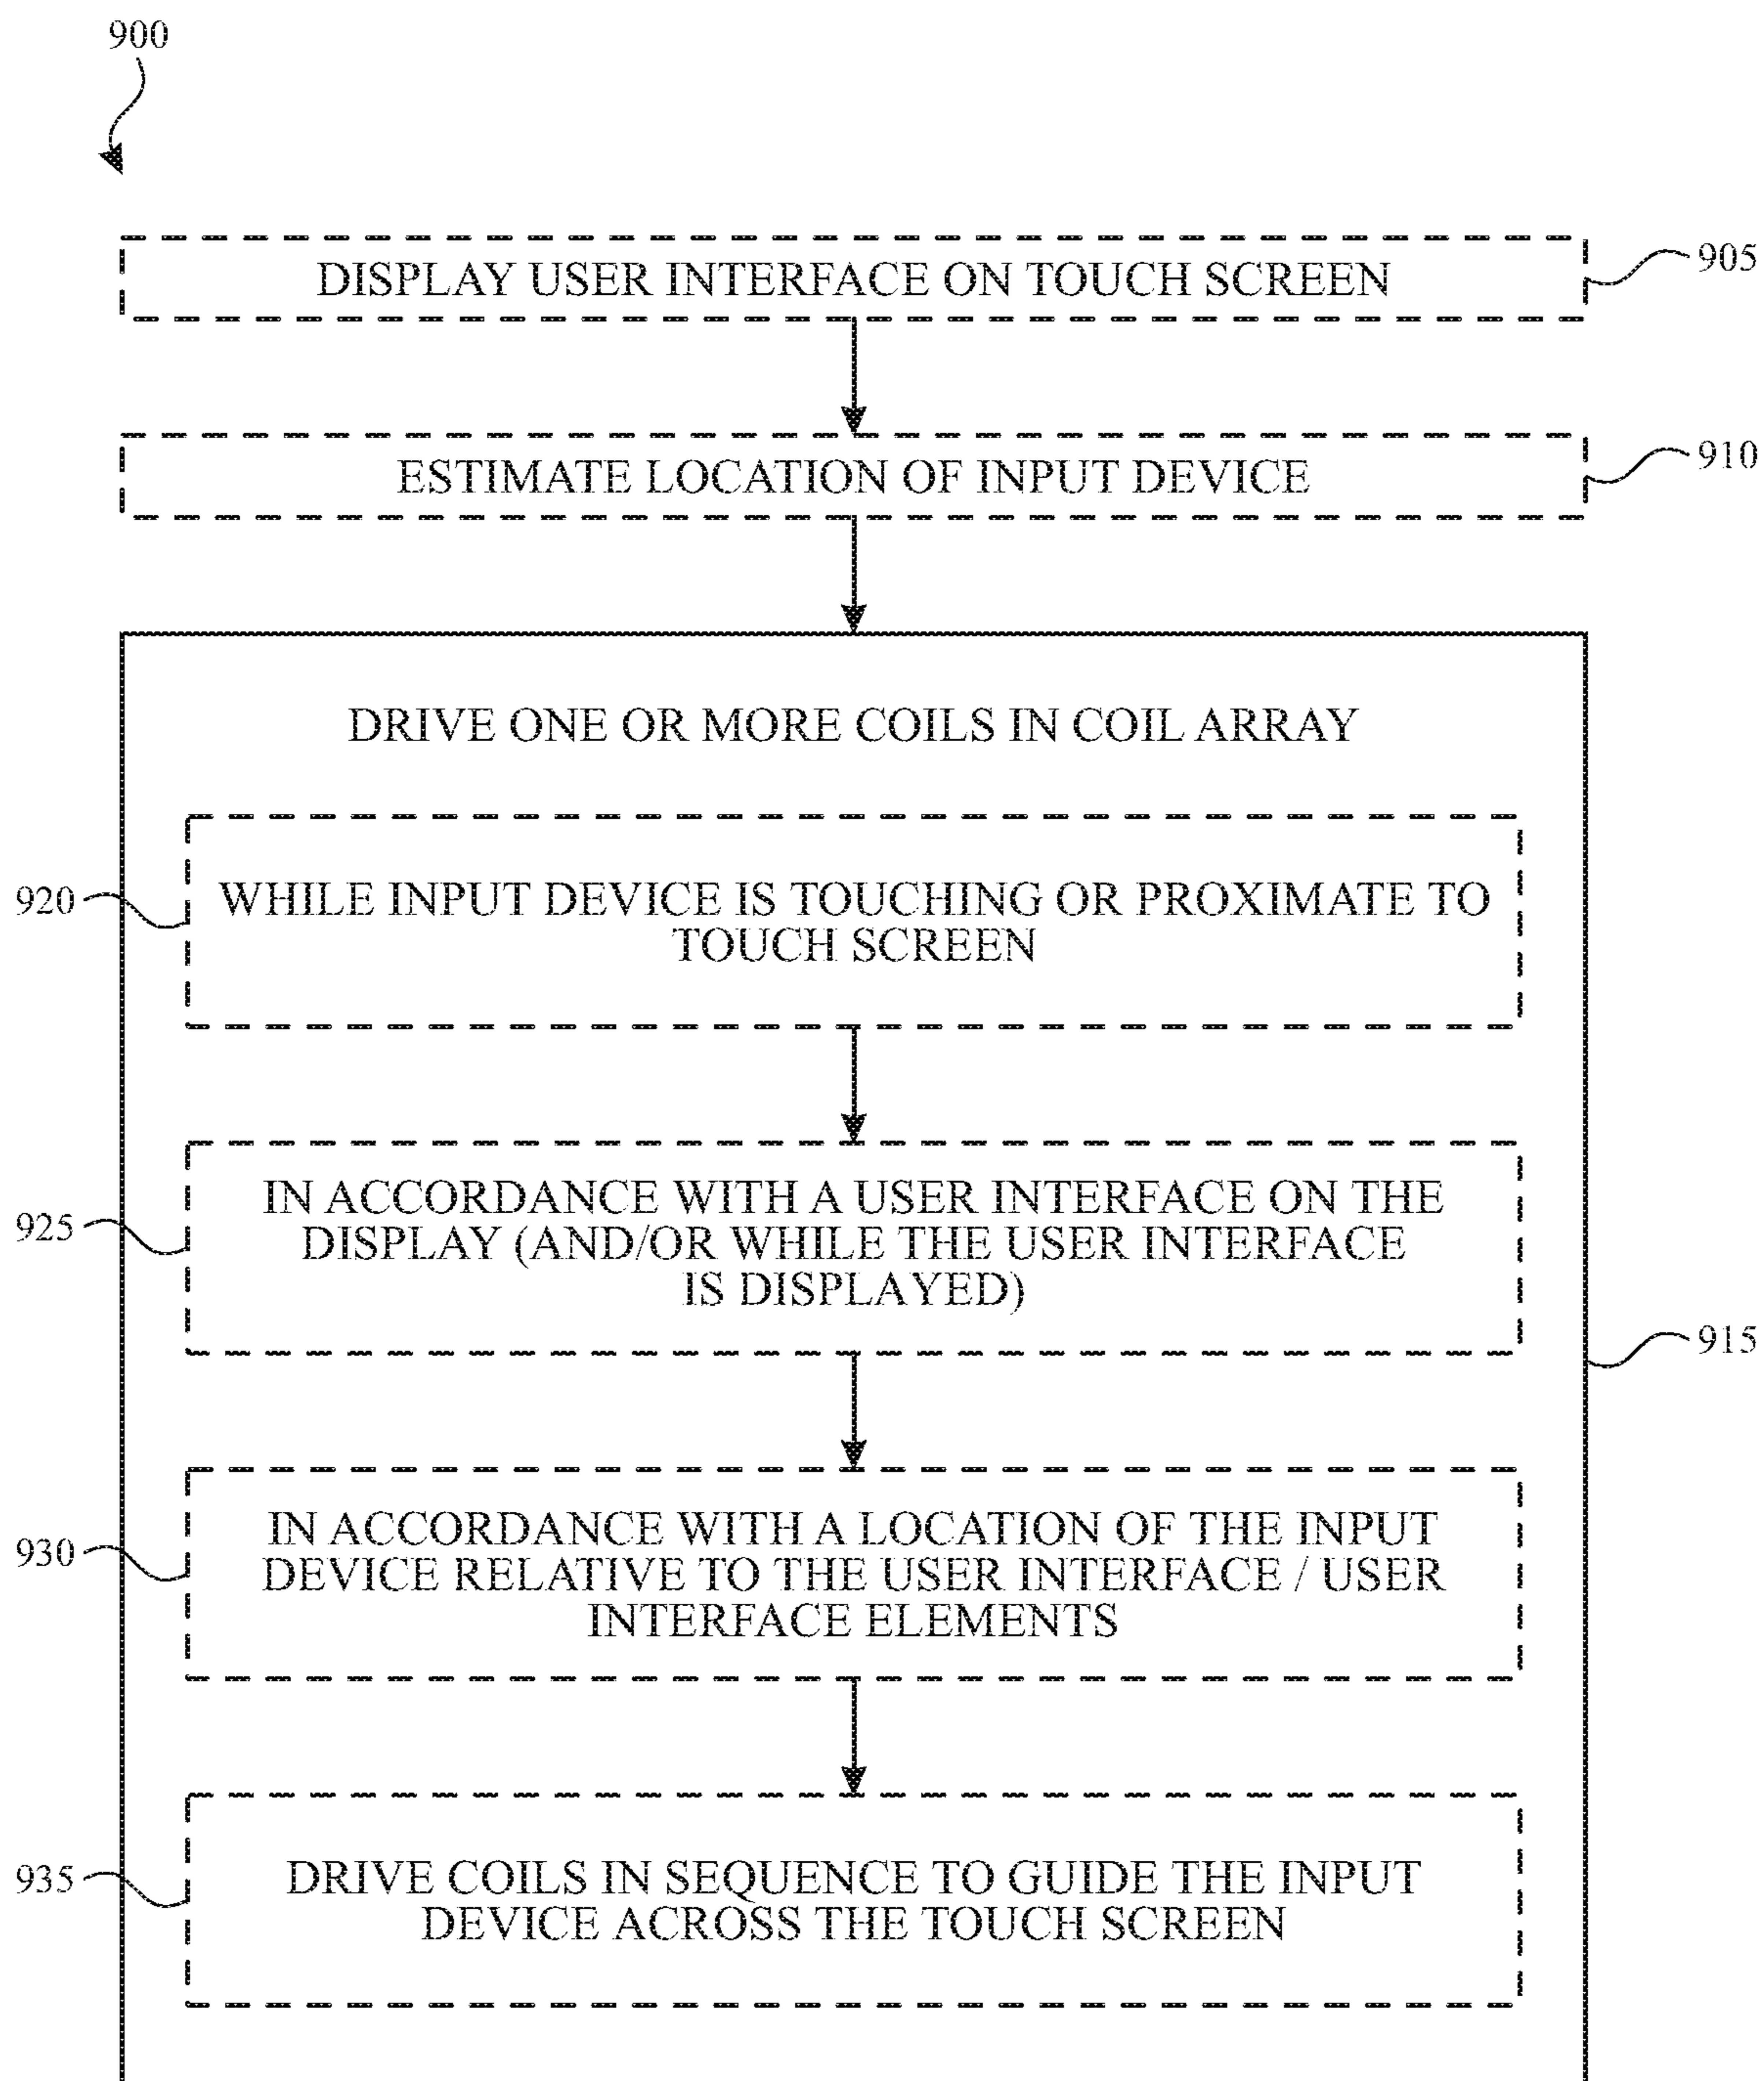 900
DISPLAY USER INTERFACE ON TOUCH SCREEN
905
ESTIMATE LOCATION OF INPUT DEVICE
910
DRIVE ONE OR MORE COILS IN COIL ARRAY
920
WHILE INPUT DEVICE IS TOUCHING OR PROXIMATE TO
TOUCH SCREEN
925
IN ACCORDANCE WITH A USER INTERFACE ON THE
DISPLAY (AND/OR WHILE THE USER INTERFACE
IS DISPLAYED)
915
930
IN ACCORDANCE WITH A LOCATION OF THE INPUT
DEVICE RELATIVE TO THE USER INTERFACE / USER
INTERFACE ELEMENTS
935
DRIVE COILS IN SEQUENCE TO GUIDE THE INPUT
DEVICE ACROSS THE TOUCH SCREEN